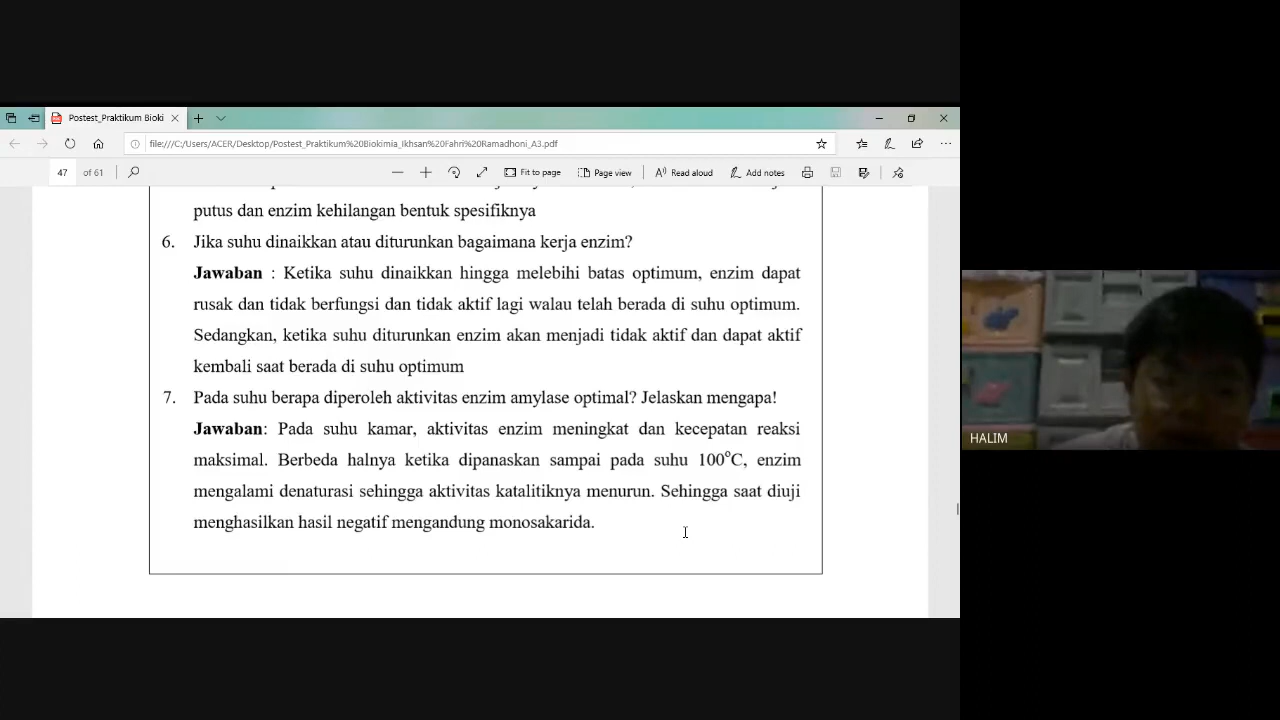 Postest_Praktikum Bioki
file:///C:/Users/ACER/Desktop/Postest_Praktikum%20Biokimia_Ikhsan%20Fahri%20Ramadhoni_A3.pdf
47 of 61 Fit to page Page view Read aloud Add notes
putus dan enzim kehilangan bentuk spesifiknya
6. Jika suhu dinaikkan atau diturunkan bagaimana kerja enzim?
Jawaban : Ketika suhu dinaikkan hingga melebihi batas optimum, enzim dapat
rusak dan tidak berfungsi dan tidak aktif lagi walau telah berada di suhu optimum.
Sedangkan, ketika suhu diturunkan enzim akan menjadi tidak aktif dan dapat aktif
kembali saat berada di suhu optimum
7. Pada suhu berapa diperoleh aktivitas enzim amylase optimal? Jelaskan mengapa!
Jawaban: Pada suhu kamar, aktivitas enzim meningkat dan kecepatan reaksi
maksimal. Berbeda halnya ketika dipanaskan sampai pada suhu 100°C, enzim
mengalami denaturasi sehingga aktivitas katalitiknya menurun. Sehingga saat diuji
menghasilkan hasil negatif mengandung monosakarida.
HALIM